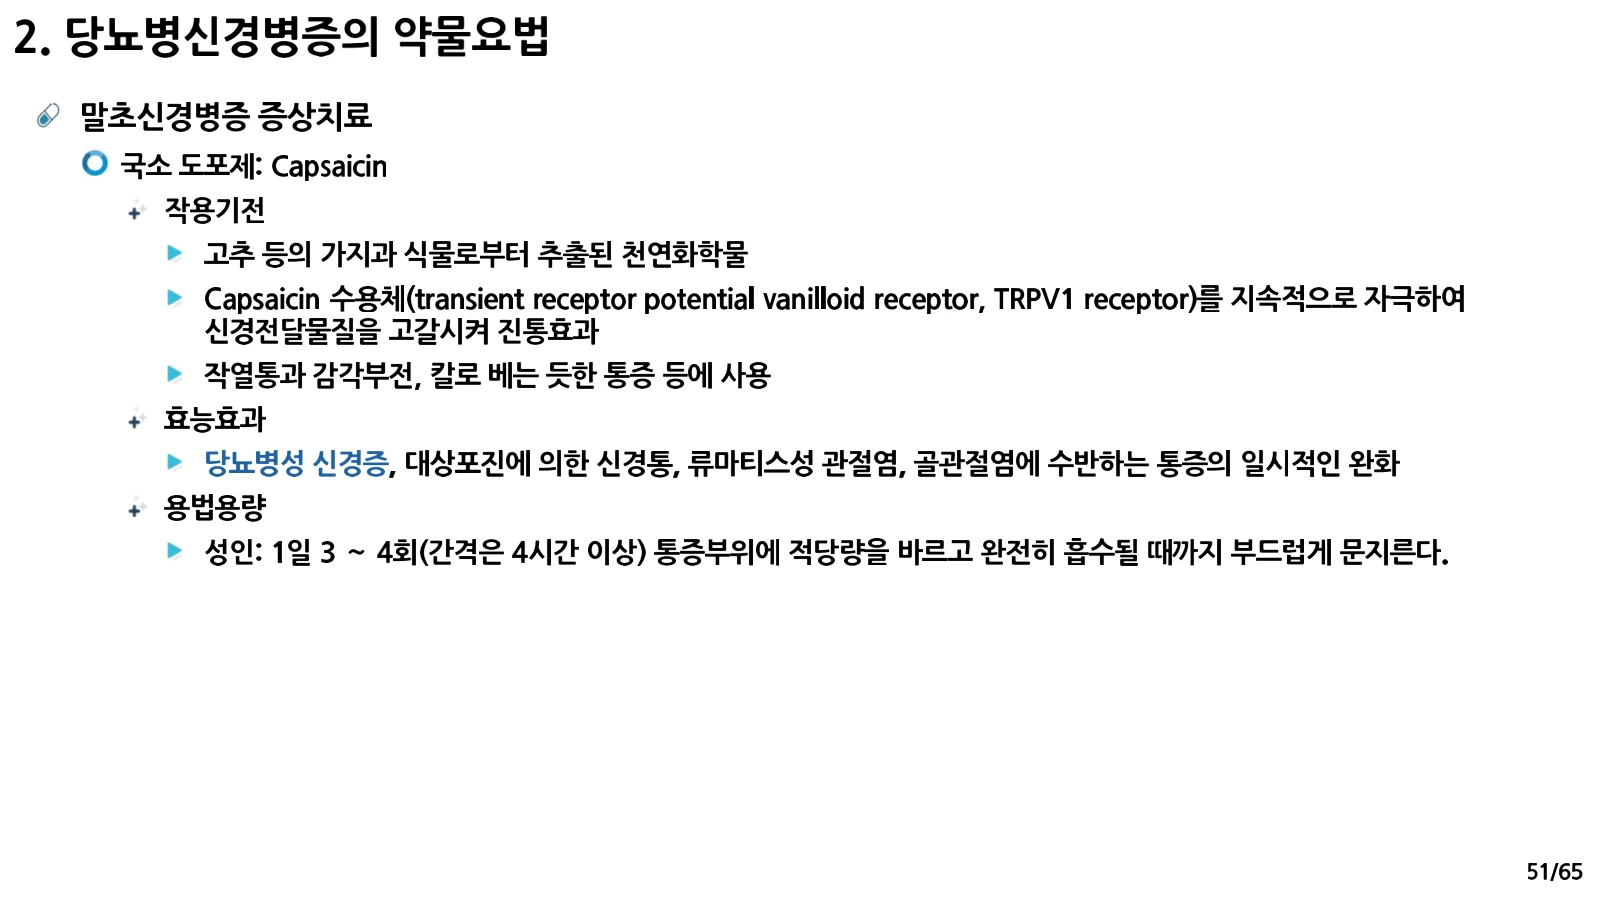 2. 당뇨병신경병증의 약물요법
말초신경병증 증상치료
국소 도포제: Capsaicin
작용기전
고추 등의 가지과 식물로부터 추출된 천연화학물
Capsaicin 수용체(transient receptor potential vanilloid receptor, TRPV1 receptor)를 지속적으로 자극하여
신경전달물질을 고갈시켜 진통효과
작열통과 감각부전, 칼로 베는 듯한 통증 등에 사용
효능효과
당뇨병성 신경증, 대상포진에 의한 신경통, 류마티스성 관절염, 골관절염에 수반하는 통증의 일시적인 완화
용법용량
성인: 1일 3 ~ 4회(간격은 4시간 이상) 통증부위에 적당량을 바르고 완전히 흡수될 때까지 부드럽게 문지른다.
51/65